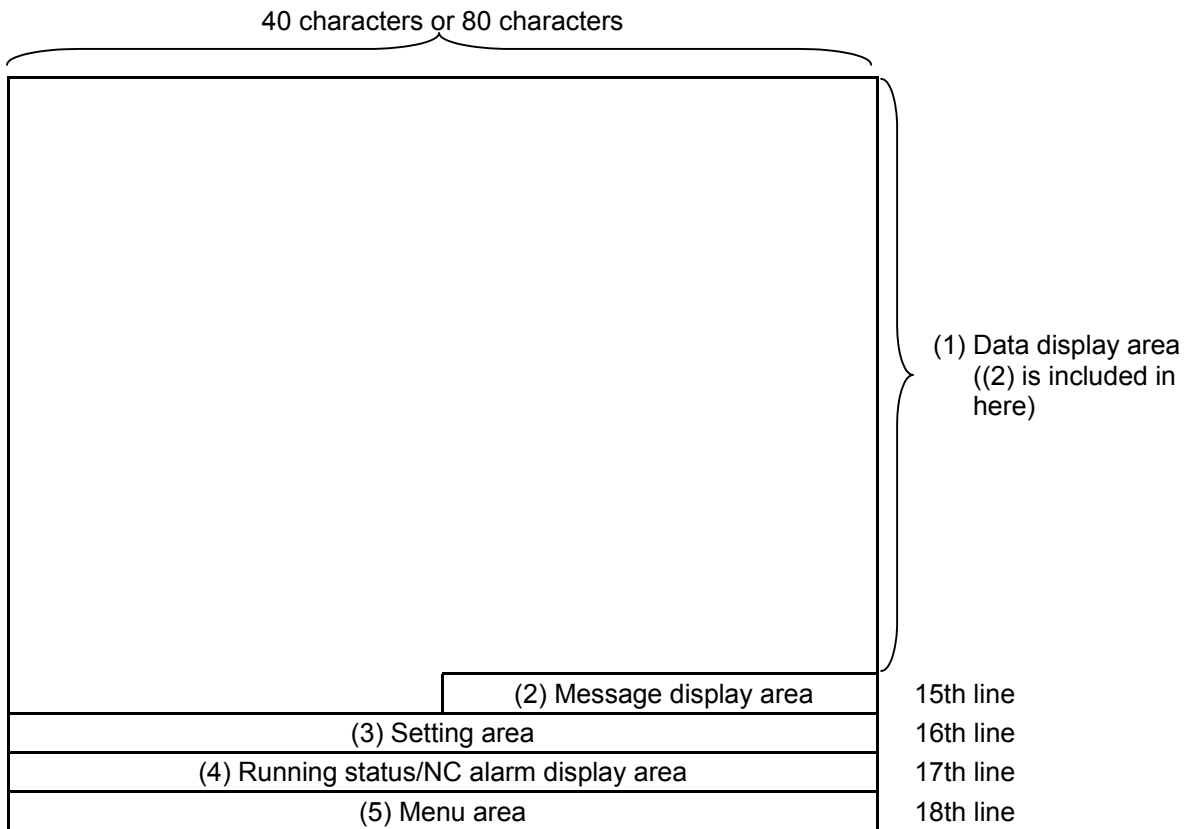 40 characters or 80 characters
(1) Data display area
((2) is included in
here)
(2) Message display area
15th line
(3) Setting area
16th line
(4) Running status/NC alarm display area
17th line
(5) Menu area
18th line